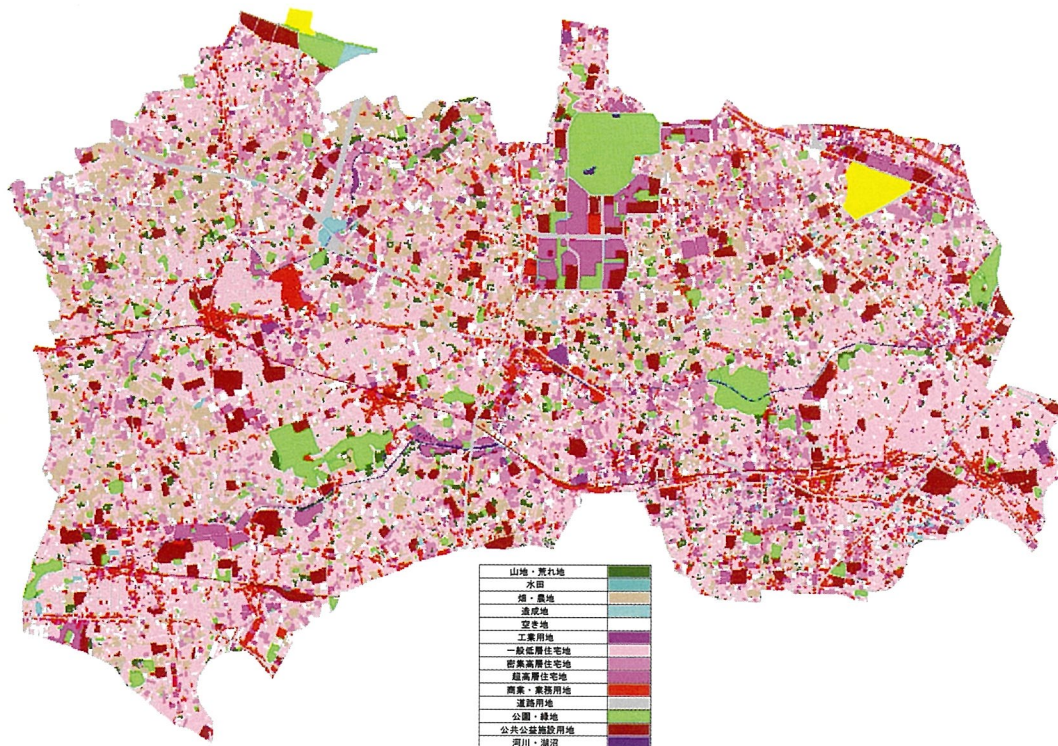 山地・荒れ地
水田
畑・農地
造成地
空き地
工業用地
一般低層住宅地
密集高層住宅地
超高層住宅地
商業・業務用地
道路用地
公園・緑地
公共公益施設用地
河川・湖沼